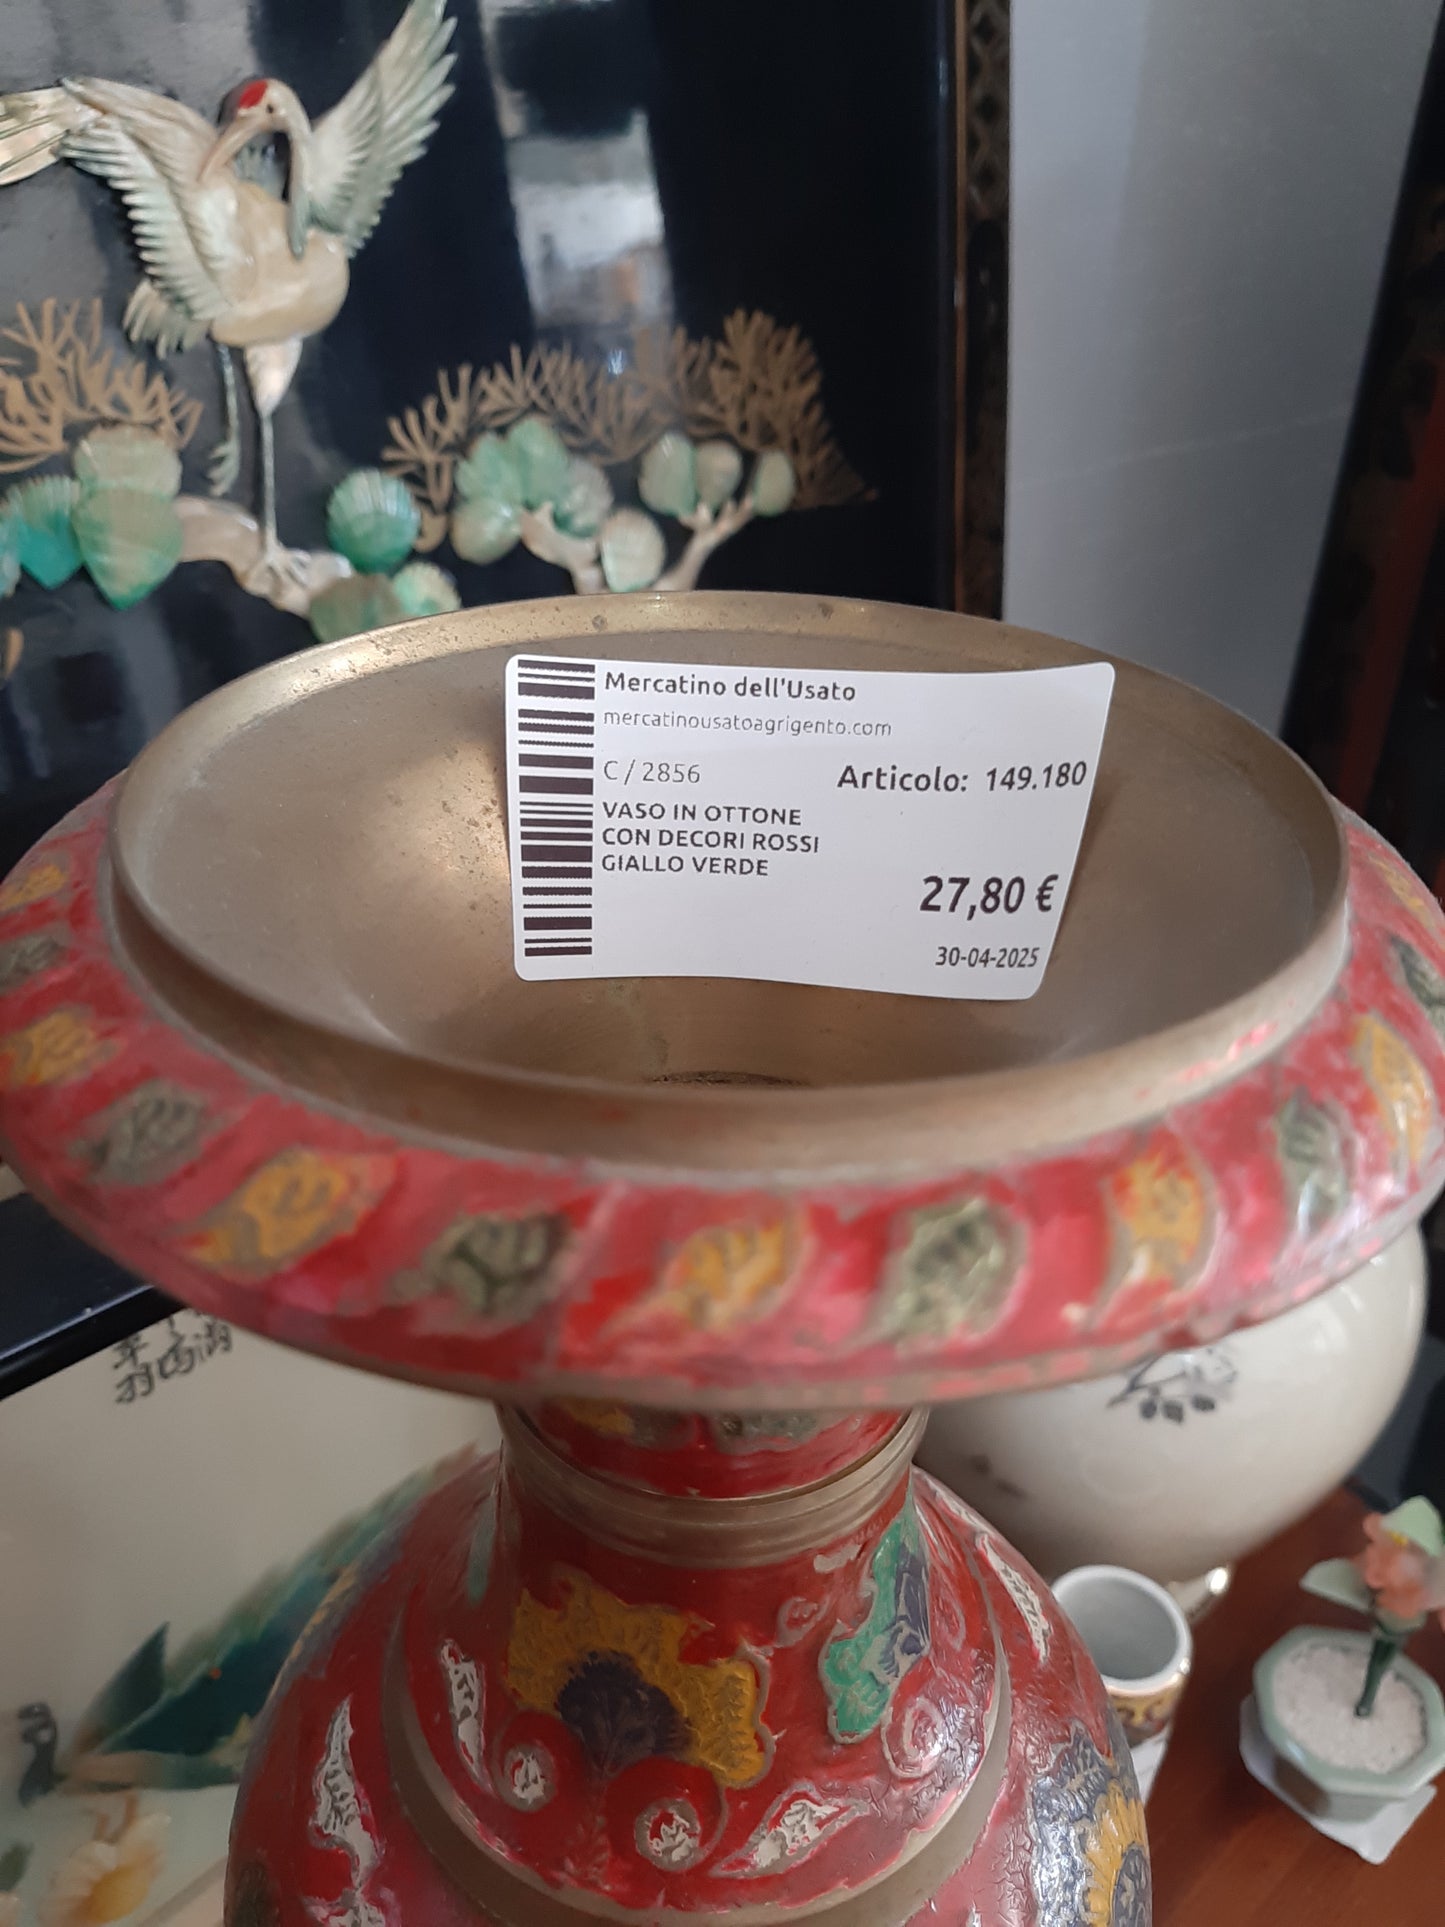 Mercatino dell'Usato
mercatinousatoagrigento.com
C / 2856
Articolo: 149.180
VASO IN OTTONE
CON DECORI ROSSI
GIALLO VERDE
27,80 €
30-04-2025